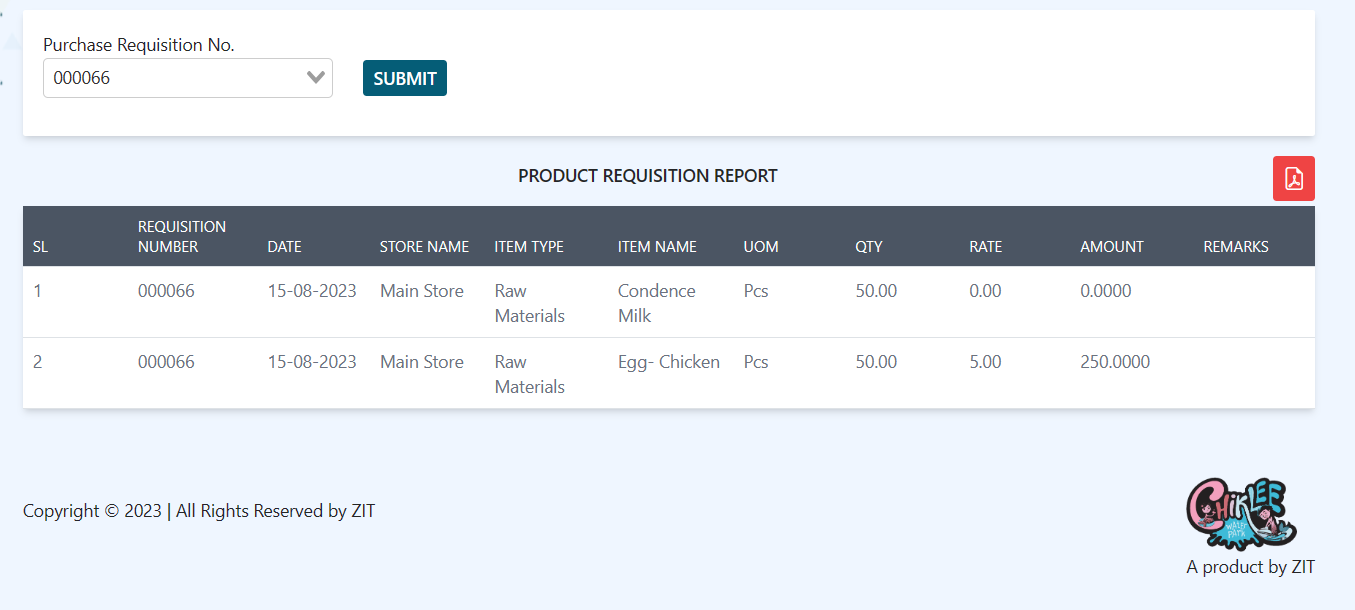 Purchase Requisition No.
000066
SUBMIT
PRODUCT REQUISITION REPORT
SL REQUISITION NUMBER DATE STORE NAME ITEM TYPE ITEM NAME UOM QTY RATE AMOUNT REMARKS
1 000066 15-08-2023 Main Store Raw Materials Condence Milk Pcs 50.00 0.00 0.0000
2 000066 15-08-2023 Main Store Raw Materials Egg- Chicken Pcs 50.00 5.00 250.0000
Copyright © 2023 | All Rights Reserved by ZIT
CHIKLEE
WATER
PARK
A product by ZIT